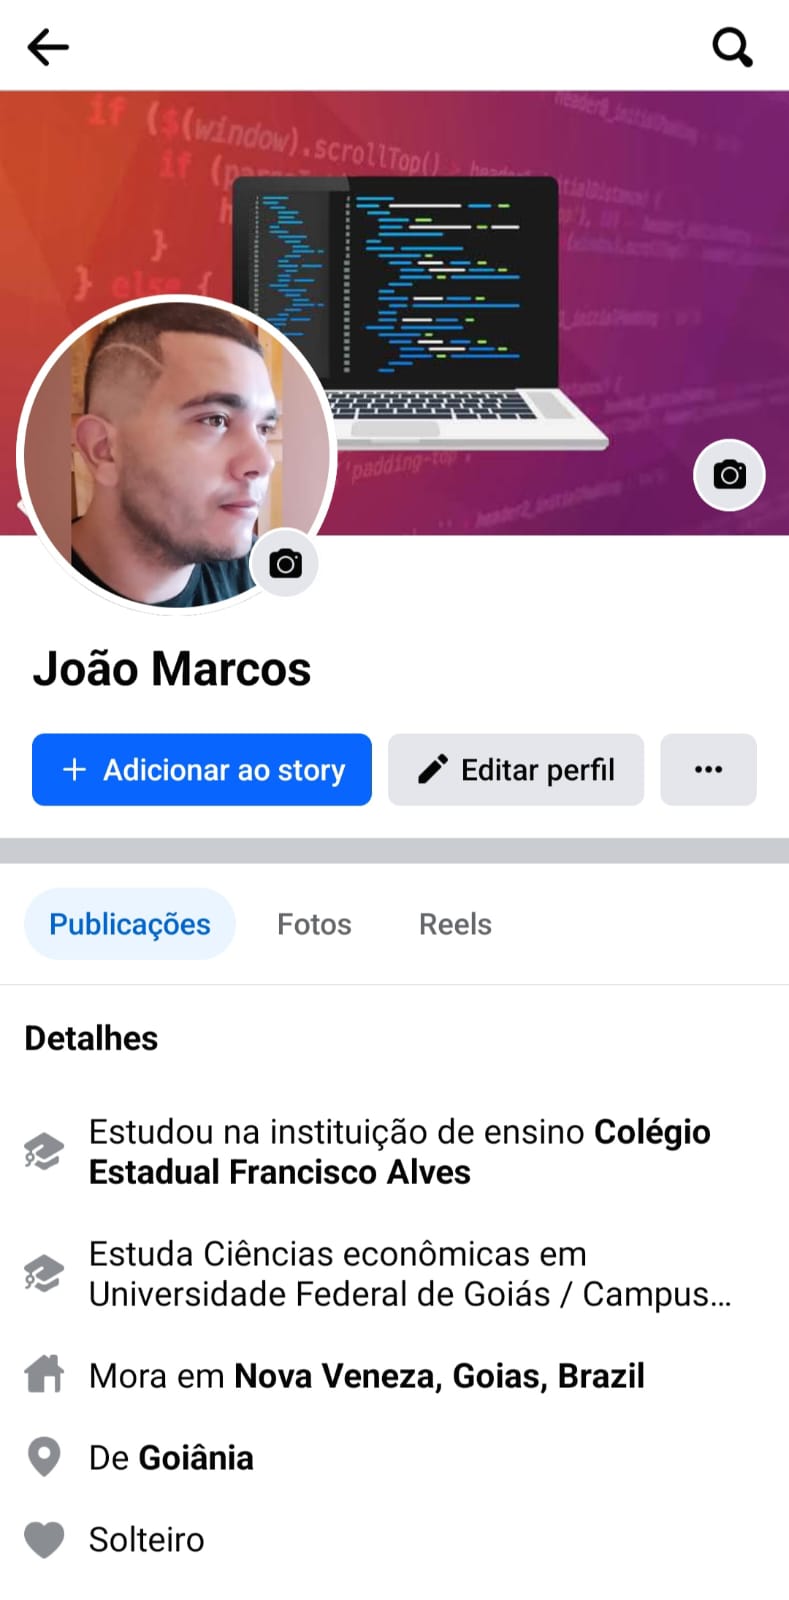 if ($(window).scrollTop() > header
if (par
h
}
} else {
'padding-top'
João Marcos
+ Adicionar ao story
Editar perfil
...
Publicações
Fotos
Reels
Detalhes
Estudou na instituição de ensino Colégio
Estadual Francisco Alves
Estuda Ciências econômicas em
Universidade Federal de Goiás / Campus...
Mora em Nova Veneza, Goias, Brazil
De Goiânia
Solteiro